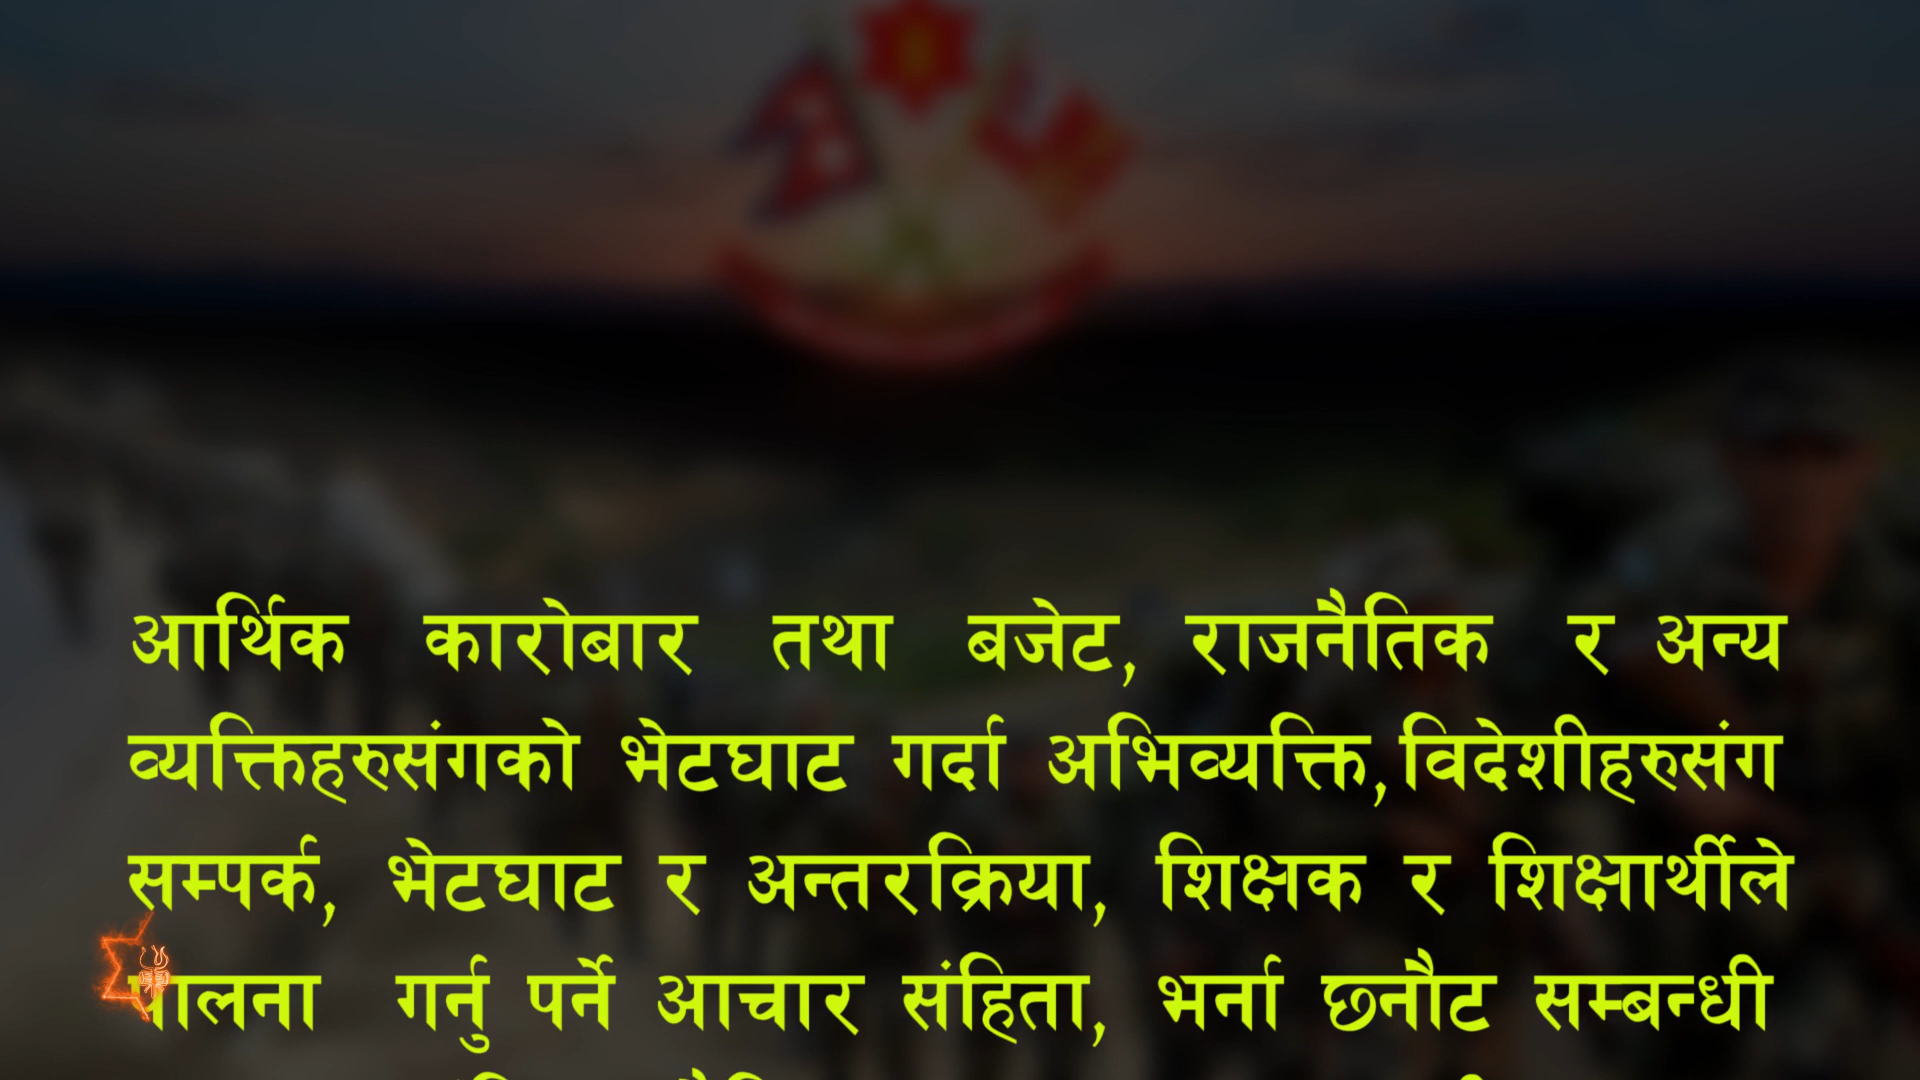 आर्थिक कारोबार तथा बजेट, राजनैतिक र अन्य
व्यक्तिहरुसंगको भेटघाट गर्दा अभिव्यक्ति, विदेशीहरुसंग
सम्पर्क, भेटघाट र अन्तरक्रिया, शिक्षक र शिक्षार्थीले
पालना गर्नु पर्ने आचार संहिता, भर्ना छनौट सम्बन्धी